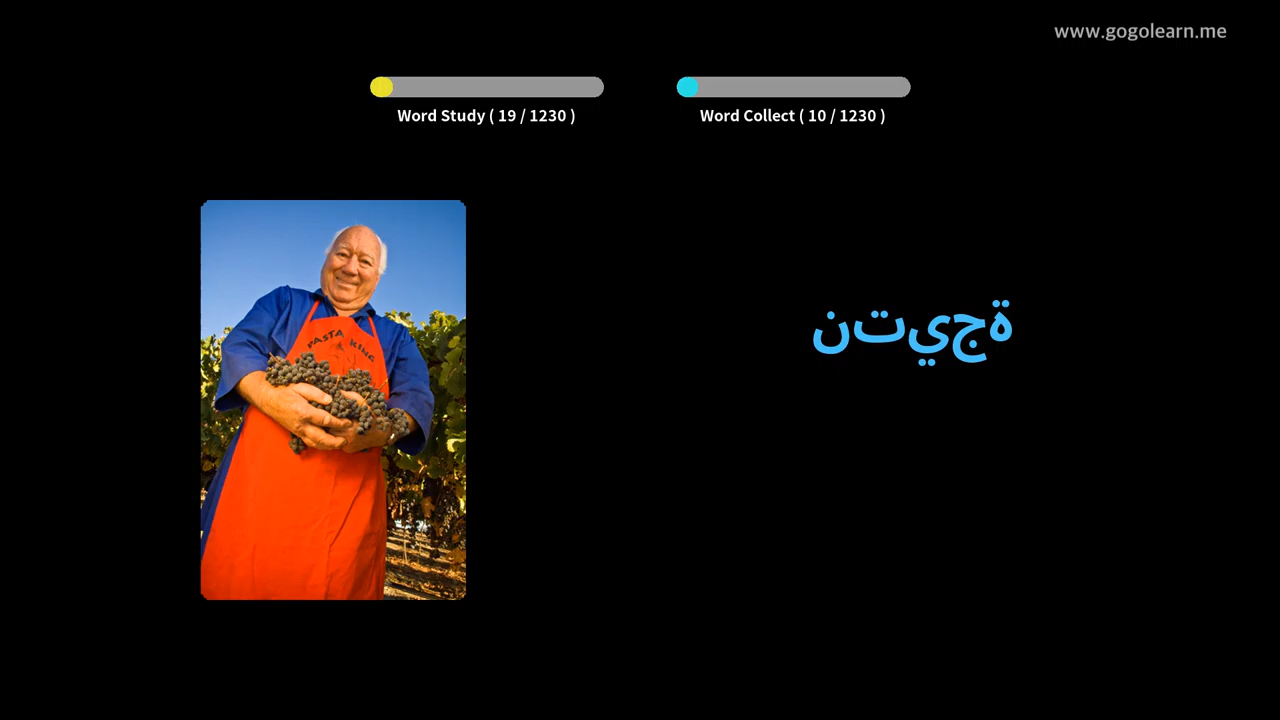 www.gogolearn.me
Word Study ( 19 / 1230 )
Word Collect ( 10 / 1230 )
PASTA KING
نتيجة